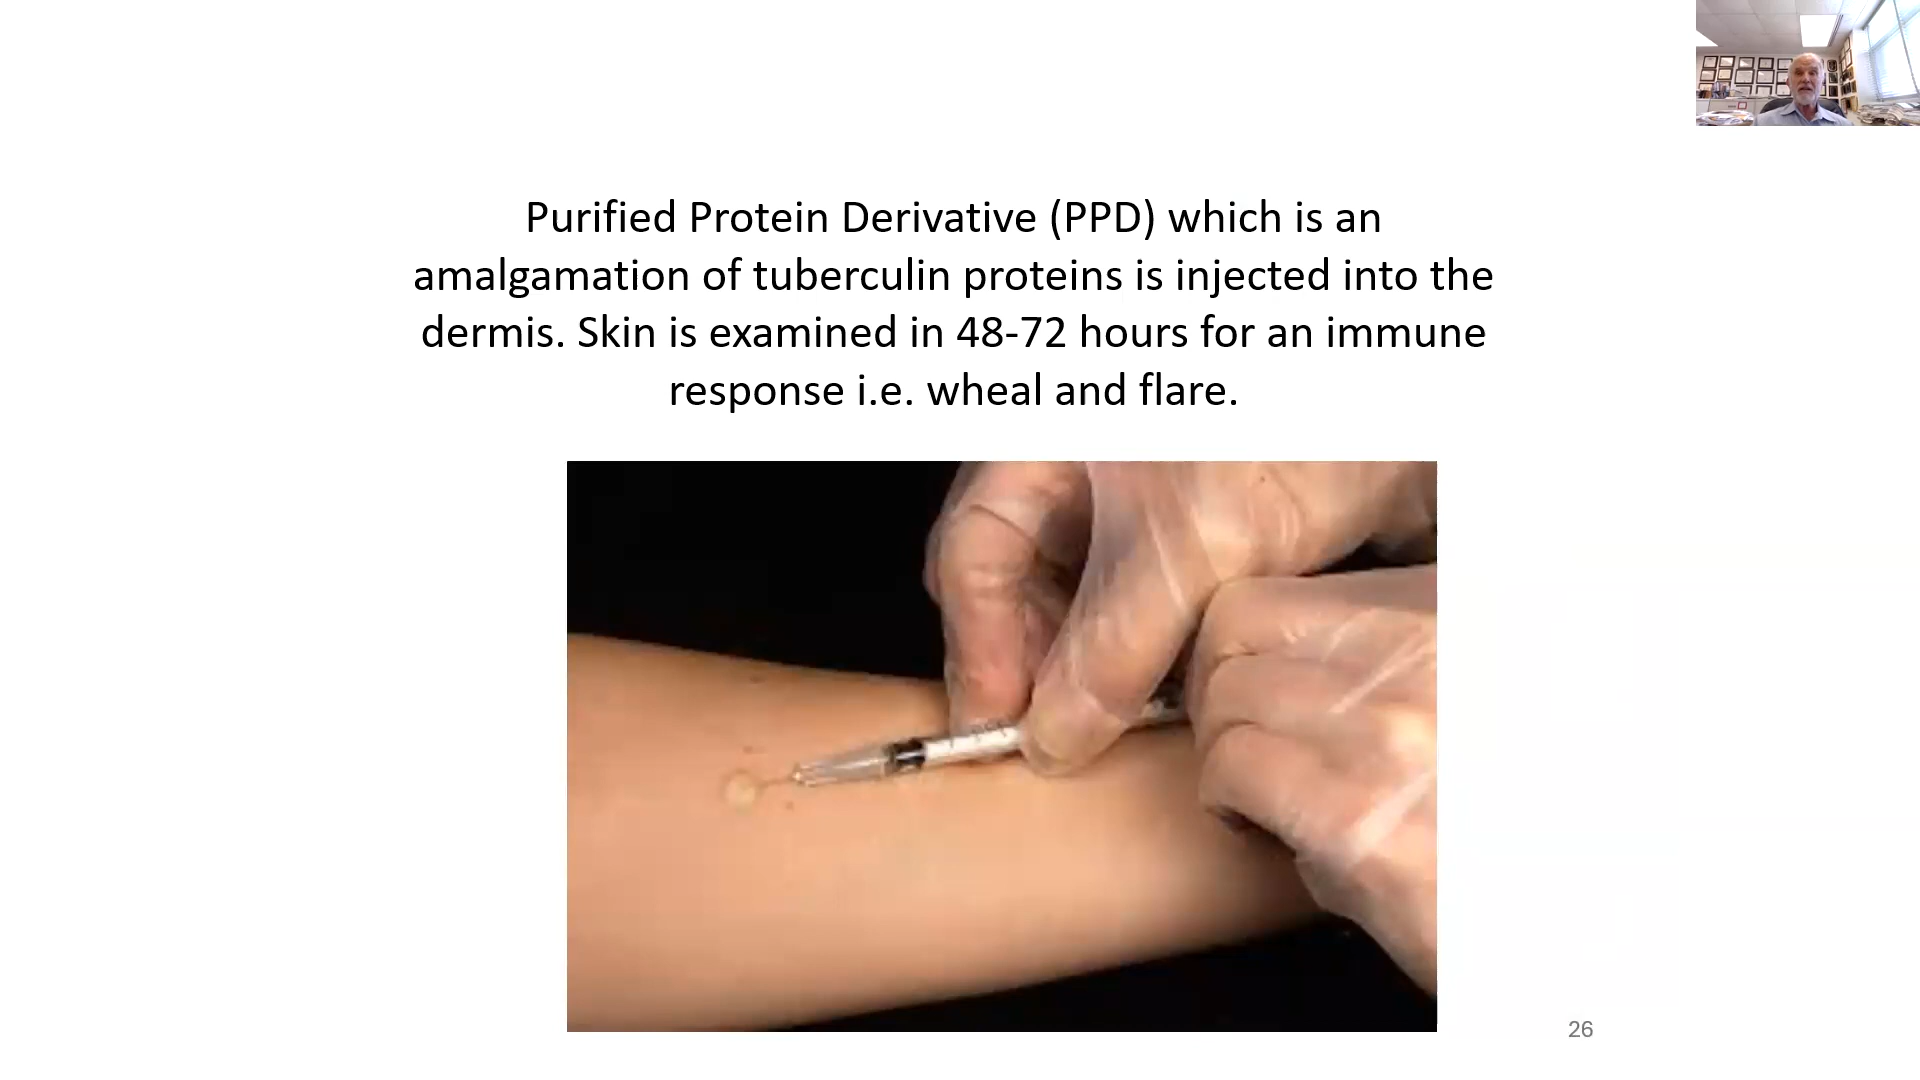 Purified Protein Derivative (PPD) which is an
amalgamation of tuberculin proteins is injected into the
dermis. Skin is examined in 48-72 hours for an immune
response i.e. wheal and flare.
26